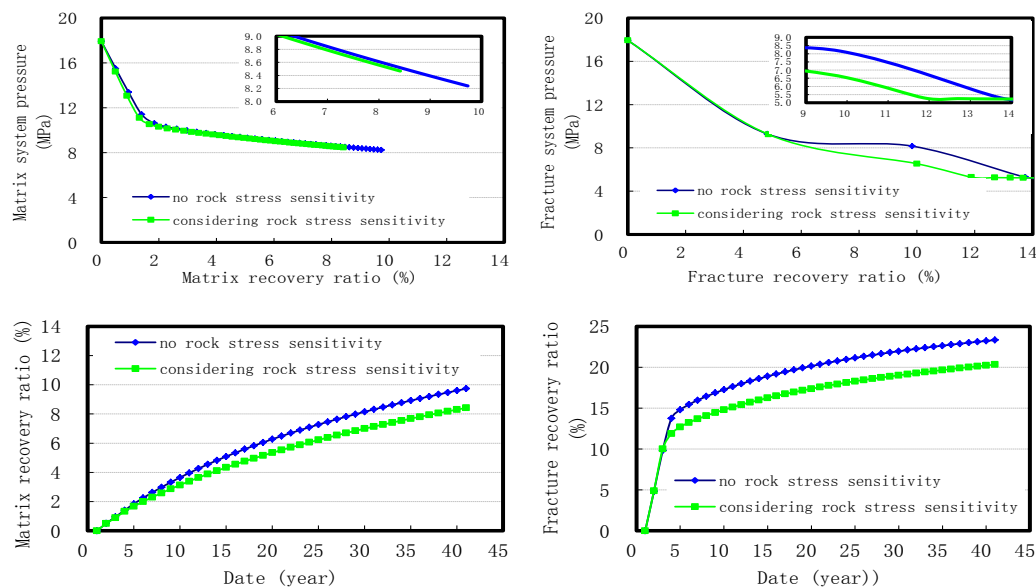 Matrix system pressure
(MPa)
20
16
12
8
4
0
9.0
8.8
8.6
8.4
8.2
8.0
6 7 8 9 10
no rock stress sensitivity
considering rock stress sensitivity
0 2 4 6 8 10 12 14
Matrix recovery ratio (%)
Fracture system pressure
(MPa)
20
16
12
8
4
0
9.0
8.5
8.0
7.5
7.0
6.5
6.0
5.5
5.0
9 10 11 12 13 14
no rock stress sensitivity
considering rock stress sensitivity
0 2 4 6 8 10 12 14
Fracture recovery ratio (%)
Matrix recovery ratio (%)
14
12
10
8
6
4
2
0
no rock stress sensitivity
considering rock stress sensitivity
0 5 10 15 20 25 30 35 40 45
Date (year)
Fracture recovery ratio
(%)
25
20
15
10
5
0
no rock stress sensitivity
considering rock stress sensitivity
0 5 10 15 20 25 30 35 40 45
Date (year))